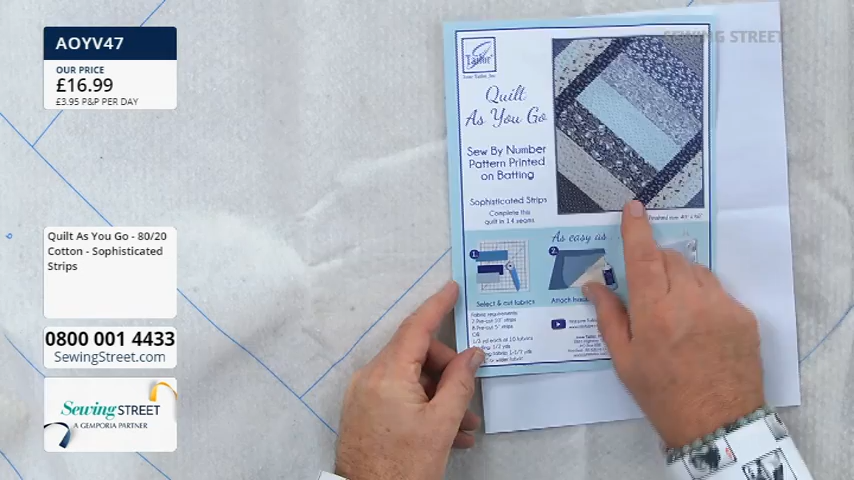 AOYV47
OUR PRICE
£16.99
£3.95 P&P PER DAY
Quilt As You Go - 80/20
Cotton - Sophisticated
Strips
0800 001 4433
SewingStreet.com
Sewing STREET
A GEMPORIA PARTNER
SEWING STREET
Tailor
Quilt
As You Go
Sew By Number
Pattern Printed
on Batting
Sophisticated Strips
Complete this
quilt in 14 seams
As easy as
1.
2.
Select & cut fabrics
Fabric requirements:
OR